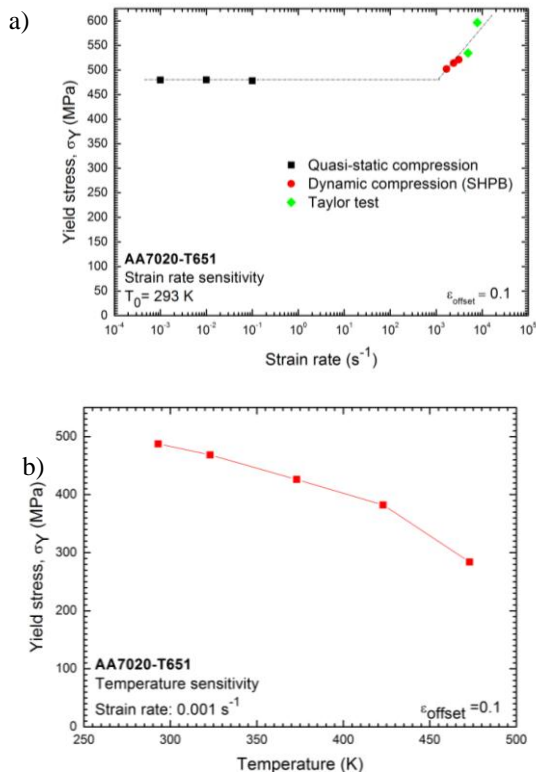 a)
600
550
500
450
400
350
300
250
200
150
100
50
0
Yield stress, σY (MPa)
Quasi-static compression
Dynamic compression (SHPB)
Taylor test
AA7020-T651
Strain rate sensitivity
T0= 293 K
εoffset = 0.1
10-4 10-3 10-2 10-1 100 101 102 103 104 105
Strain rate (s-1)
b)
500
400
300
200
100
0
Yield stress, σY (MPa)
AA7020-T651
Temperature sensitivity
Strain rate: 0.001 s-1
εoffset =0.1
250 300 350 400 450 500
Temperature (K)